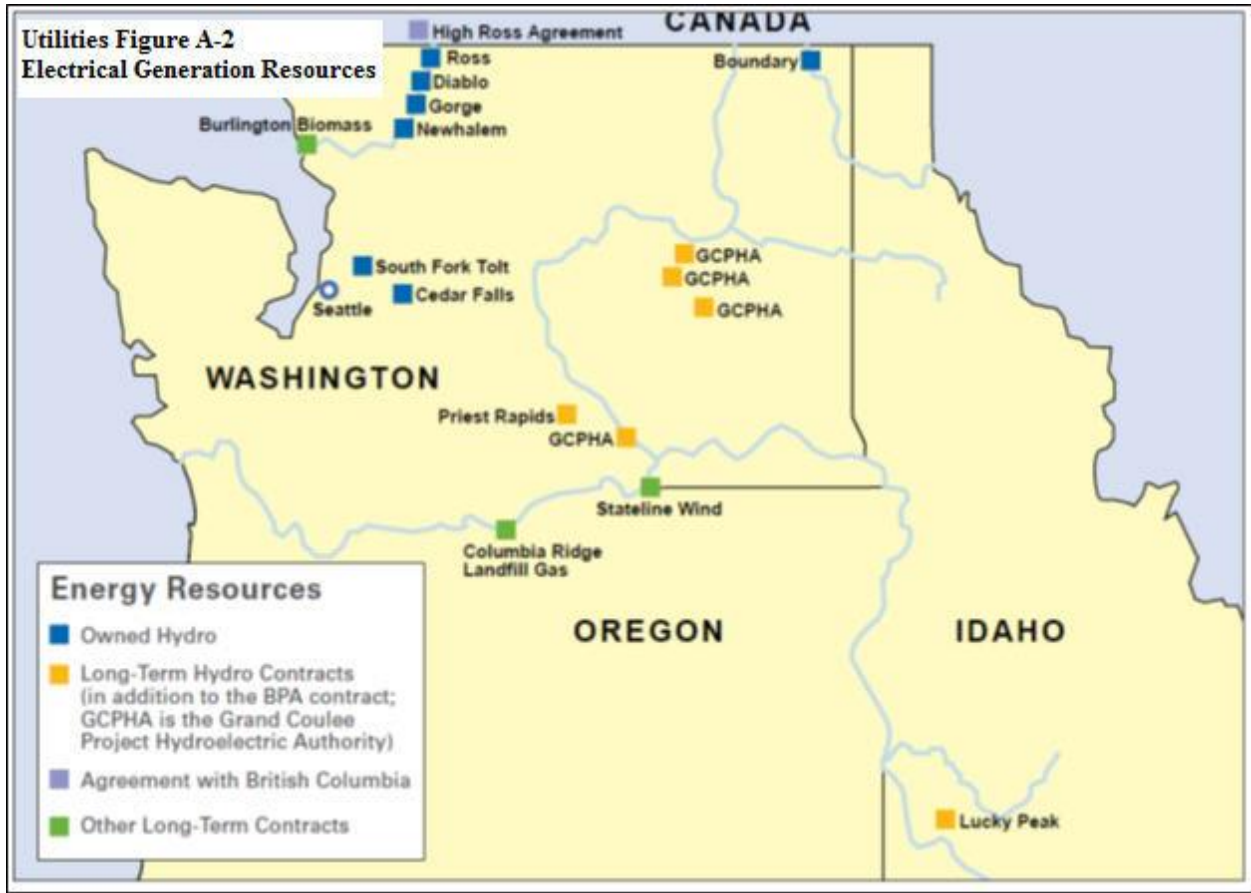 Utilities Figure A-2
Electrical Generation Resources
CANADA
High Ross Agreement
Ross
Diablo
Gorge
Newhalem
Boundary
Burlington Biomass
South Fork Tolt
Cedar Falls
Seattle
GCPHA
GCPHA
GCPHA
WASHINGTON
Priest Rapids
GCPHA
Stateline Wind
Columbia Ridge
Landfill Gas
OREGON
IDAHO
Lucky Peak
Energy Resources
Owned Hydro
Long-Term Hydro Contracts
(in addition to the BPA contract;
GCPHA is the Grand Coulee
Project Hydroelectric Authority)
Agreement with British Columbia
Other Long-Term Contracts